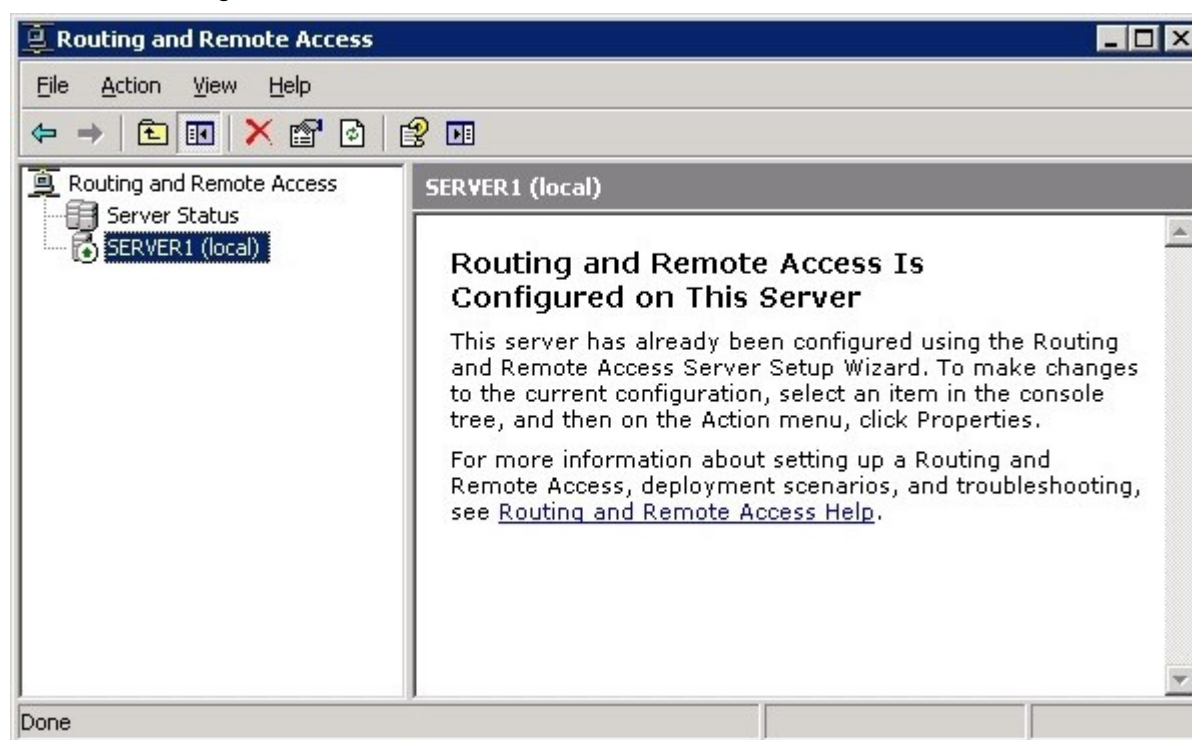 Routing and Remote Access
File Action View Help
Routing and Remote Access
Server Status
SERVER1 (local)
SERVER1 (local)
Routing and Remote Access Is
Configured on This Server
This server has already been configured using the Routing
and Remote Access Server Setup Wizard. To make changes
to the current configuration, select an item in the console
tree, and then on the Action menu, click Properties.
For more information about setting up a Routing and
Remote Access, deployment scenarios, and troubleshooting,
see Routing and Remote Access Help.
Done